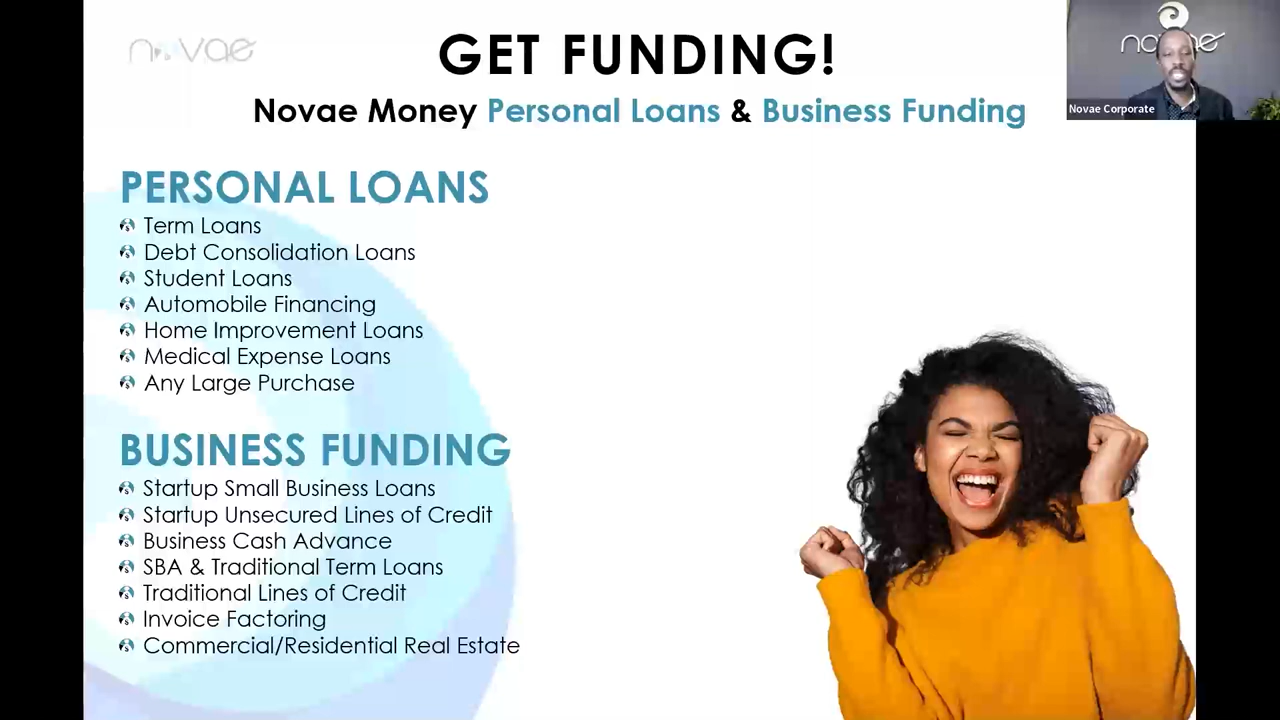 novae
GET FUNDING!
Novae Money Personal Loans & Business Funding
novae
Novae Corporate
PERSONAL LOANS
Term Loans
Debt Consolidation Loans
Student Loans
Automobile Financing
Home Improvement Loans
Medical Expense Loans
Any Large Purchase
BUSINESS FUNDING
Startup Small Business Loans
Startup Unsecured Lines of Credit
Business Cash Advance
SBA & Traditional Term Loans
Traditional Lines of Credit
Invoice Factoring
Commercial/Residential Real Estate